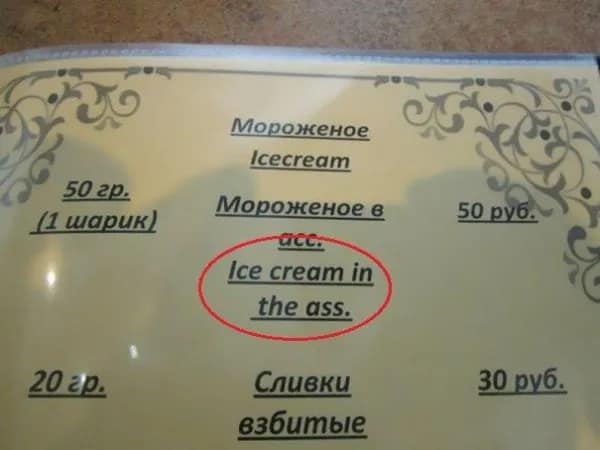 Мороженое
Icecream
50 гр.
(1 шарик)
Мороженое в
асс.
50 руб.
Ice cream in
the ass.
20 гр.
Сливки
взбитые
30 руб.